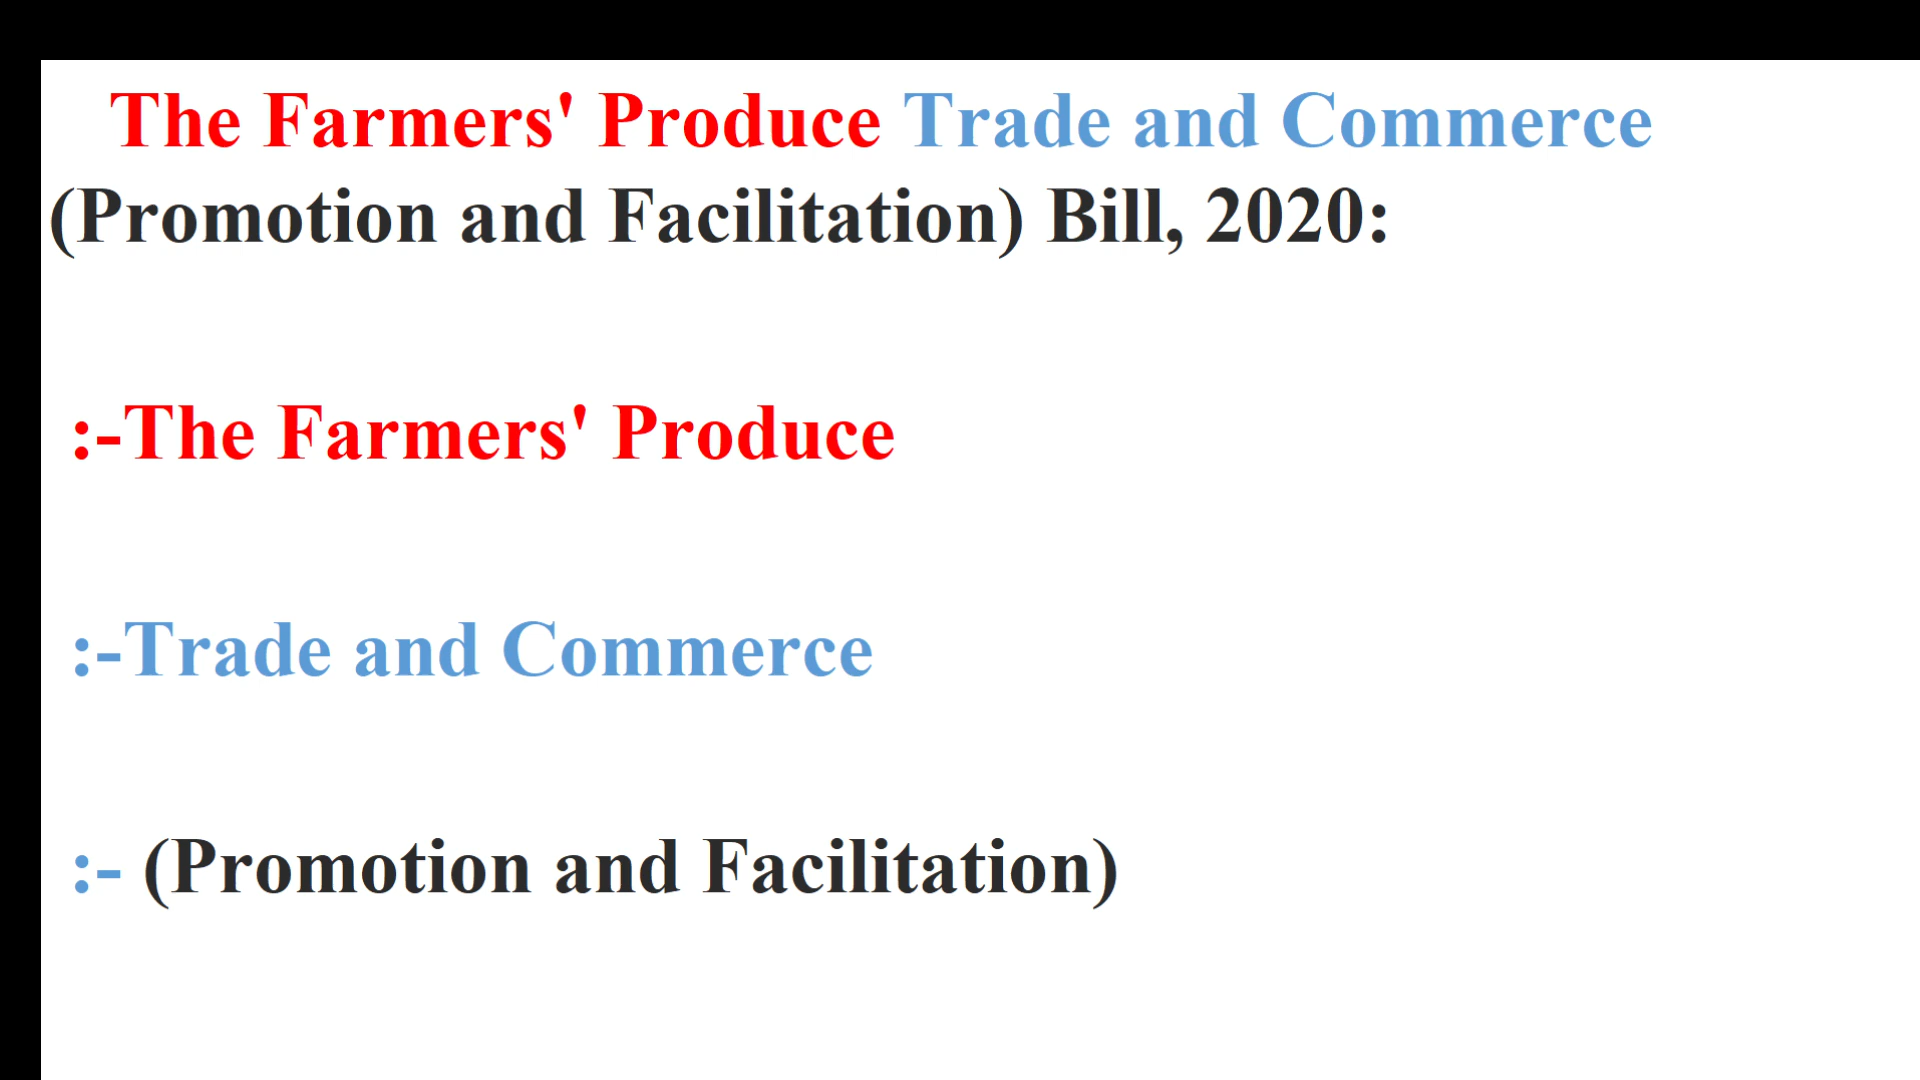 The Farmers' Produce Trade and Commerce
(Promotion and Facilitation) Bill, 2020:
:-The Farmers' Produce
:-Trade and Commerce
:- (Promotion and Facilitation)